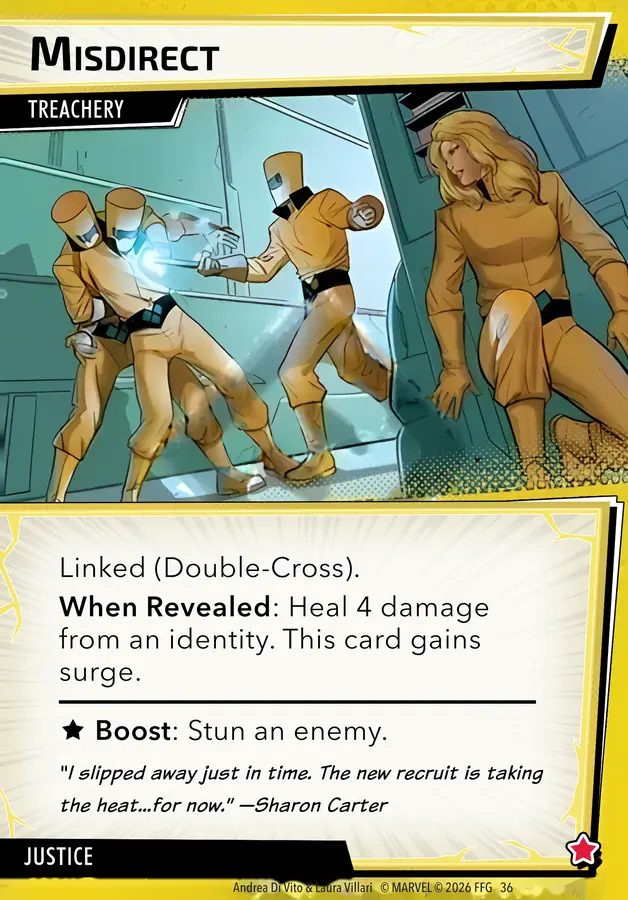 MISDIRECT
TREACHERY
Linked (Double-Cross).
When Revealed: Heal 4 damage
from an identity. This card gains
surge.
★ Boost: Stun an enemy.
"I slipped away just in time. The new recruit is taking
the heat...for now." —Sharon Carter
JUSTICE
Andrea Di Vito & Laura Villari © MARVEL © 2026 FFG 36